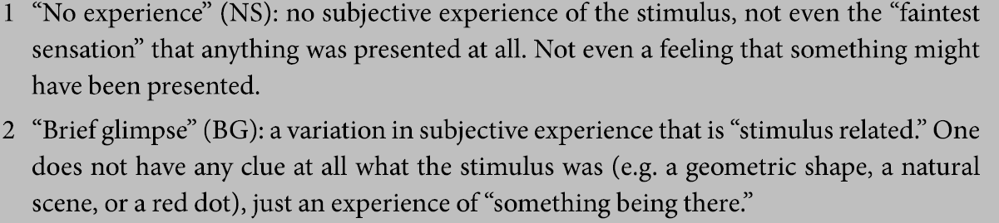 1 “No experience” (NS): no subjective experience of the stimulus, not even the “faintest
sensation” that anything was presented at all. Not even a feeling that something might
have been presented.
2 “Brief glimpse” (BG): a variation in subjective experience that is “stimulus related.” One
does not have any clue at all what the stimulus was (e.g. a geometric shape, a natural
scene, or a red dot), just an experience of “something being there.”